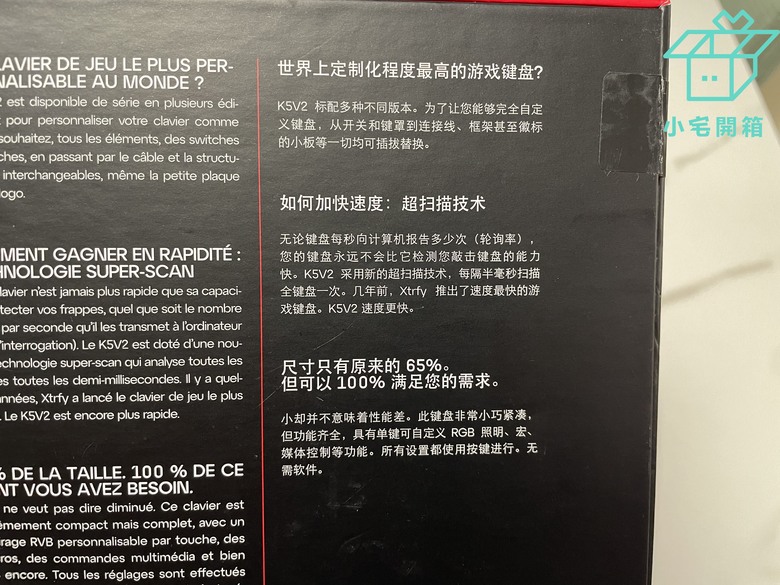 LAVIER DE JEU LE PLUS PER-
NALISABLE AU MONDE ?
2 est disponible de série en plusieurs édi-
pour personnaliser votre clavier comme
souhaitez, tous les éléments, des switches
ches, en passant par le câble et la structu-
interchangeables, même la petite plaque
logo.
MENT GAGNER EN RAPIDITÉ :
HNOLOGIE SUPER-SCAN
lavier n'est jamais plus rapide que sa capaci-
étecter vos frappes, quel que soit le nombre
par seconde qu'il les transmet à l'ordinateur
'interrogation). Le K5V2 est doté d'une nou-
echnologie super-scan qui analyse toutes les
es toutes les demi-millisecondes. Il y a quel-
années, Xtrfy a lancé le clavier de jeu le plus
. Le K5V2 est encore plus rapide.
% DE LA TAILLE. 100 % DE CE
NT VOUS AVEZ BESOIN.
ne veut pas dire diminué. Ce clavier est
êmement compact mais complet, avec un
irage RVB personnalisable par touche, des
cros, des commandes multimédia et bien
encore. Tous les réglages sont effectués
世界上定制化程度最高的游戏键盘?
K5V2 标配多种不同版本。为了让您能够完全自定
义键盘，从开关和键罩到连接线、框架甚至徽标
的小板等一切均可插拔替换。
如何加快速度：超扫描技术
无论键盘每秒向计算机报告多少次（轮询率），
您的键盘永远不会比它检测您敲击键盘的能力
快。K5V2 采用新的超扫描技术，每隔半毫秒扫描
全键盘一次。几年前，Xtrfy 推出了速度最快的游
戏键盘。K5V2 速度更快。
尺寸只有原来的 65%。
但可以 100% 满足您的需求。
小却并不意味着性能差。此键盘非常小巧紧凑，
但功能齐全，具有单键可自定义 RGB 照明、宏、
媒体控制等功能。所有设置都使用按键进行。无
需软件。
小宅開箱